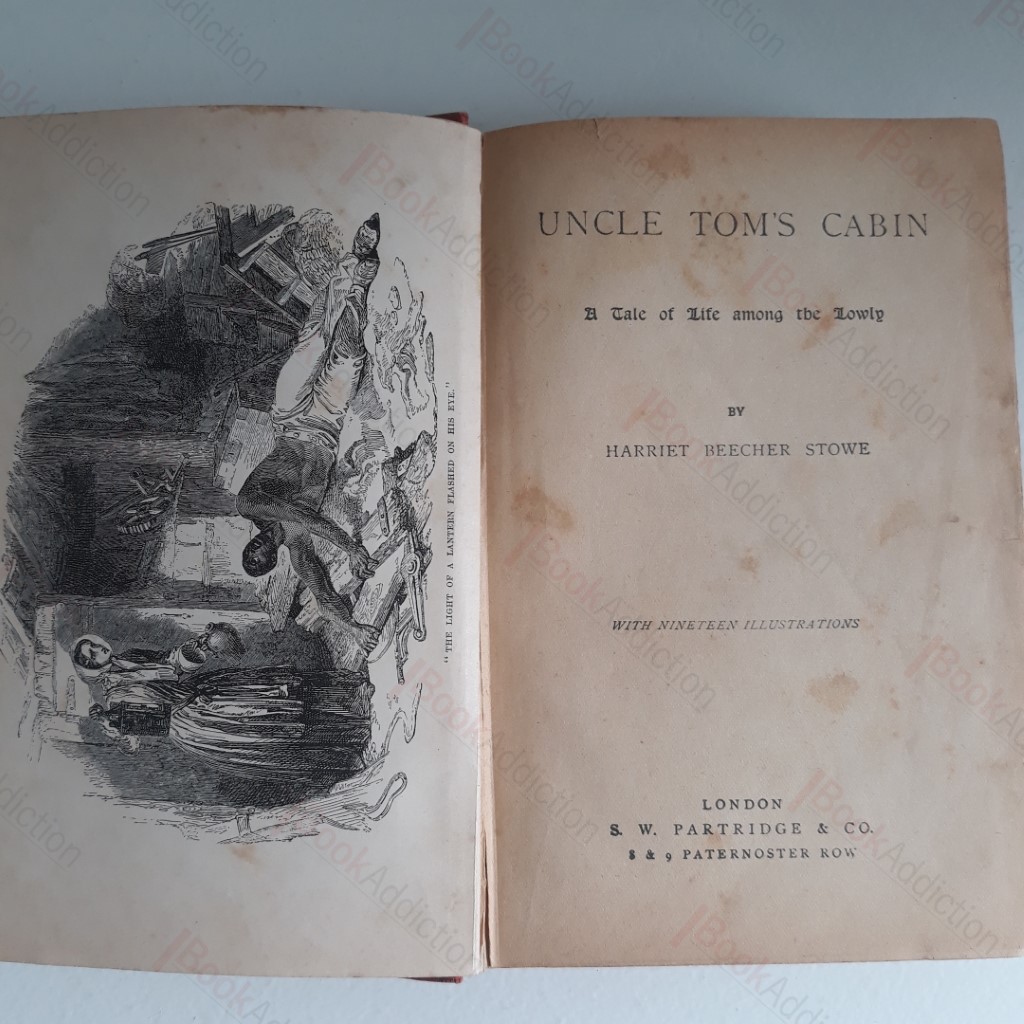 "THE LIGHT OF A LANTERN FLASHED ON HIS EYE."
UNCLE TOM'S CABIN
A Tale of Life among the Lowly
BY
HARRIET BEECHER STOWE
WITH NINETEEN ILLUSTRATIONS
LONDON
S. W. PARTRIDGE & CO.
8 & 9 PATERNOSTER ROW
BookAddiction